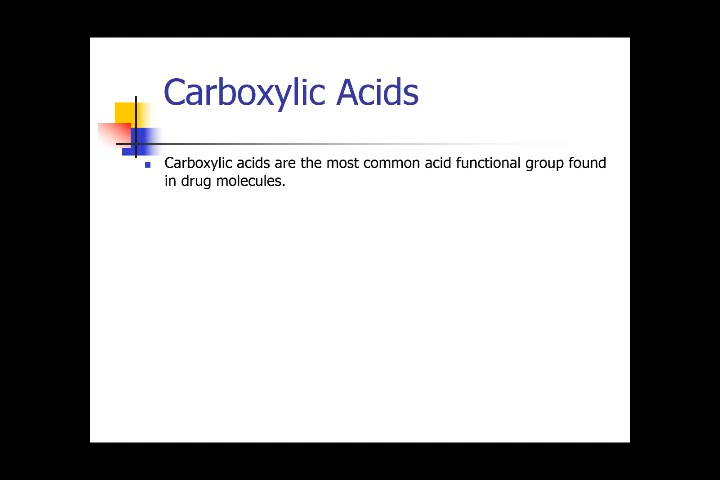 Carboxylic Acids
Carboxylic acids are the most common acid functional group found
in drug molecules.